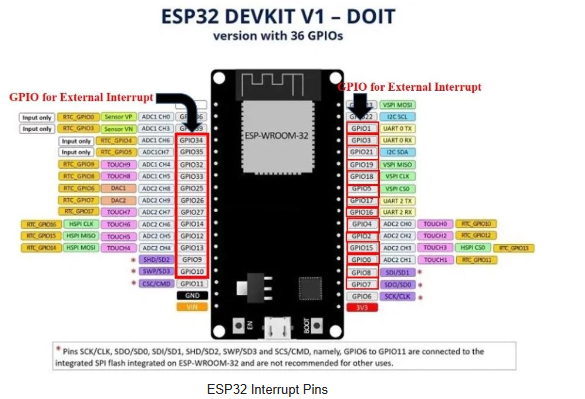 ESP32 DEVKIT V1 – DOIT
version with 36 GPIOs
GPIO for External Interrupt
GPIO for External Interrupt
Input only RTC_GPIO0 Sensor VP ADC1 CH0
Input only RTC_GPIO3 Sensor VN ADC1 CH3
Input only RTC_GPIO4 ADC1 CH6 GPIO34
Input only RTC_GPIO5 ADC1CH7 GPIO35
RTC_GPIO9 TOUCH9 ADC1 CH4 GPIO32
RTC_GPIO8 TOUCH8 ADC1 CH5 GPIO33
RTC_GPIO6 DAC1 ADC2 CH8 GPIO25
RTC_GPIO7 DAC2 ADC2 CH9 GPIO26
RTC_GPIO7 TOUCH7 ADC2 CH7 GPIO27
RTC_GPIO16 HSPI CLK TOUCH6 ADC2 CH6 GPIO14
RTC_GPIO15 HSPI MISO TOUCH5 ADC2 CH5 GPIO12
RTC_GPIO14 HSPI MOSI TOUCH4 ADC2 CH4 GPIO13
* SHD/SD2 GPIO9
* SWP/SD3 GPIO10
* CSC/CMD GPIO11
GND
VIN
ESP-WROOM-32
EN
BOOT
VSPI MOSI
I2C SCL
GPIO1 UART 0 TX
GPIO3 UART 0 RX
GPIO21 I2C SDA
GPIO19 VSPI MISO
GPIO18 VSPI CLK
GPIO5 VSPI CS0
GPIO17 UART 2 TX
GPIO16 UART 2 RX
GPIO4 ADC2 CH0 TOUCH0 RTC_GPIO10
GPIO2 ADC2 CH2 TOUCH2 RTC_GPIO12
GPIO15 ADC2 CH3 TOUCH3 HSPI CS0 RTC_GPIO13
GPIO0 ADC2 CH1 TOUCH1 RTC_GPIO11
GPIO8 SDI/SD1 *
GPIO7 SDO/SD0 *
GPIO6 SCK/CLK *
3V3
* Pins SCK/CLK, SDO/SD0, SDI/SD1, SHD/SD2, SWP/SD3 and SCS/CMD, namely, GPIO6 to GPIO11 are connected to the
integrated SPI flash integrated on ESP-WROOM-32 and are not recommended for other uses.
ESP32 Interrupt Pins